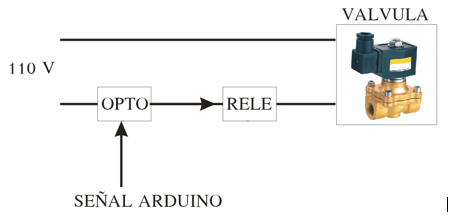 VALVULA
110 V
OPTO
RELE
SEÑAL ARDUINO